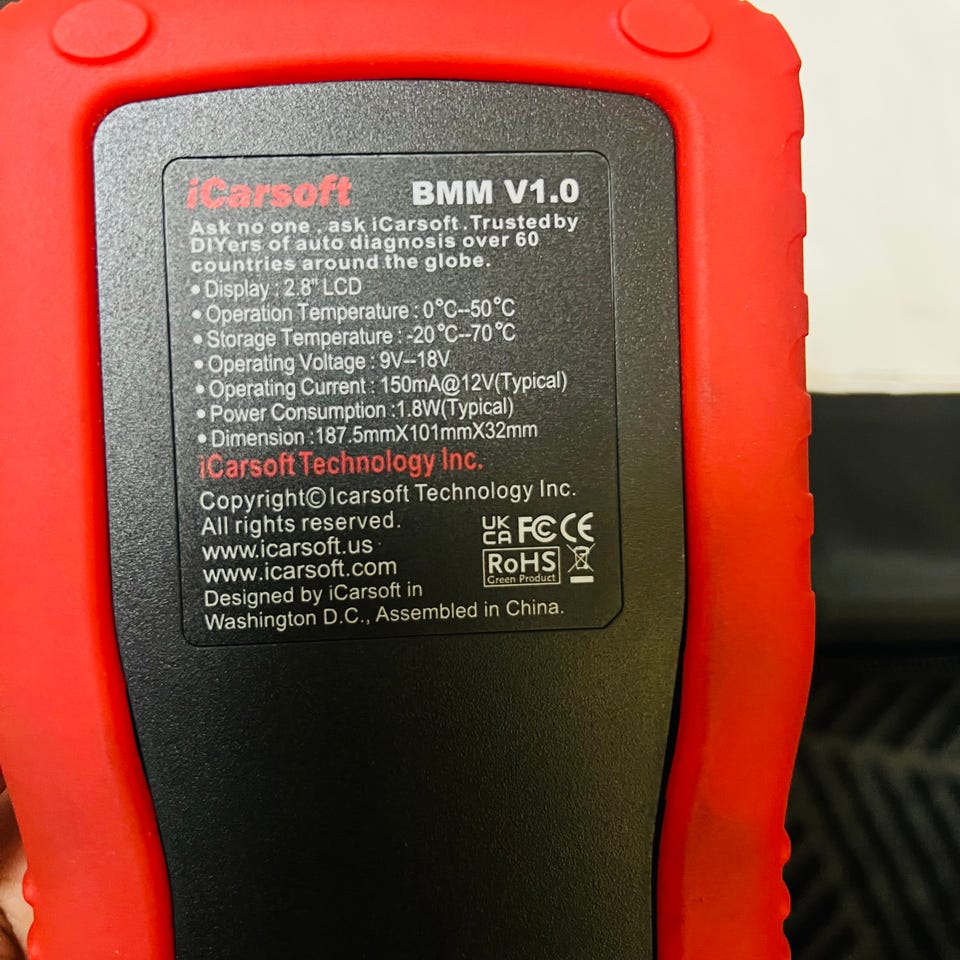 iCarsoft BMM V1.0
Ask no one , ask iCarsoft . Trusted by
DIYers of auto diagnosis over 60
countries around the globe.
• Display : 2.8" LCD
• Operation Temperature : 0°C--50°C
• Storage Temperature : -20°C--70°C
• Operating Voltage : 9V--18V
• Operating Current : 150mA@12V(Typical)
• Power Consumption :1.8W(Typical)
• Dimension :187.5mmX101mmX32mm
iCarsoft Technology Inc.
Copyright© Icarsoft Technology Inc.
All rights reserved.
www.icarsoft.us
www.icarsoft.com
Designed by iCarsoft in
Washington D.C., Assembled in China.
UK
CA FC CE
RoHS
Green Product